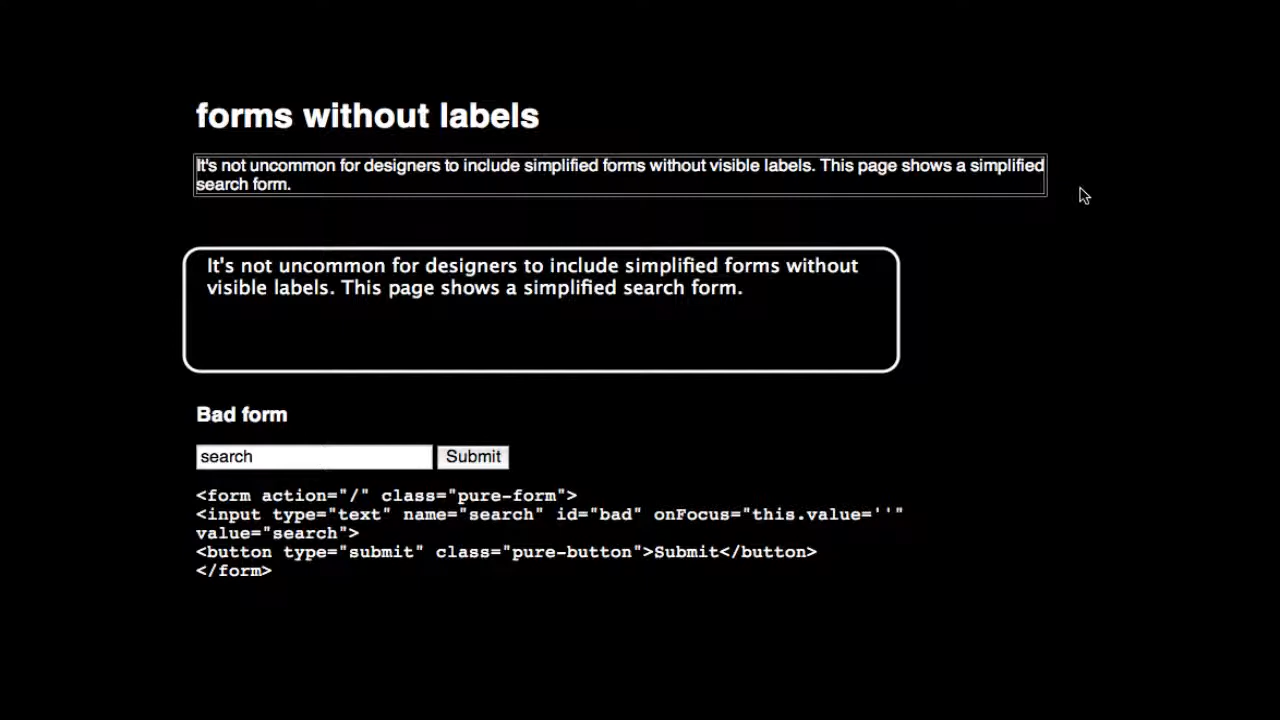 forms without labels
It's not uncommon for designers to include simplified forms without visible labels. This page shows a simplified
search form.
It's not uncommon for designers to include simplified forms without
visible labels. This page shows a simplified search form.
Bad form
search Submit
<form action="/" class="pure-form">
<input type="text" name="search" id="bad" onFocus="this.value=''"
value="search">
<button type="submit" class="pure-button">Submit</button>
</form>